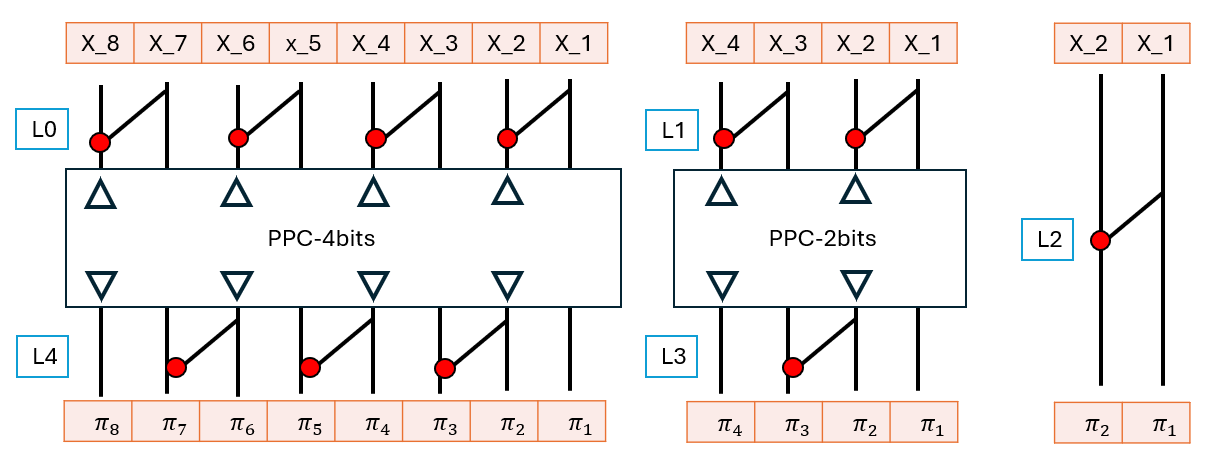 X_8 X_7 X_6 x_5 X_4 X_3 X_2 X_1
X_4 X_3 X_2 X_1
X_2 X_1
L0
L1
PPC-4bits
PPC-2bits
L2
L4
L3
π₈ π₇ π₆ π₅ π₄ π₃ π₂ π₁
π₄ π₃ π₂ π₁
π₂ π₁